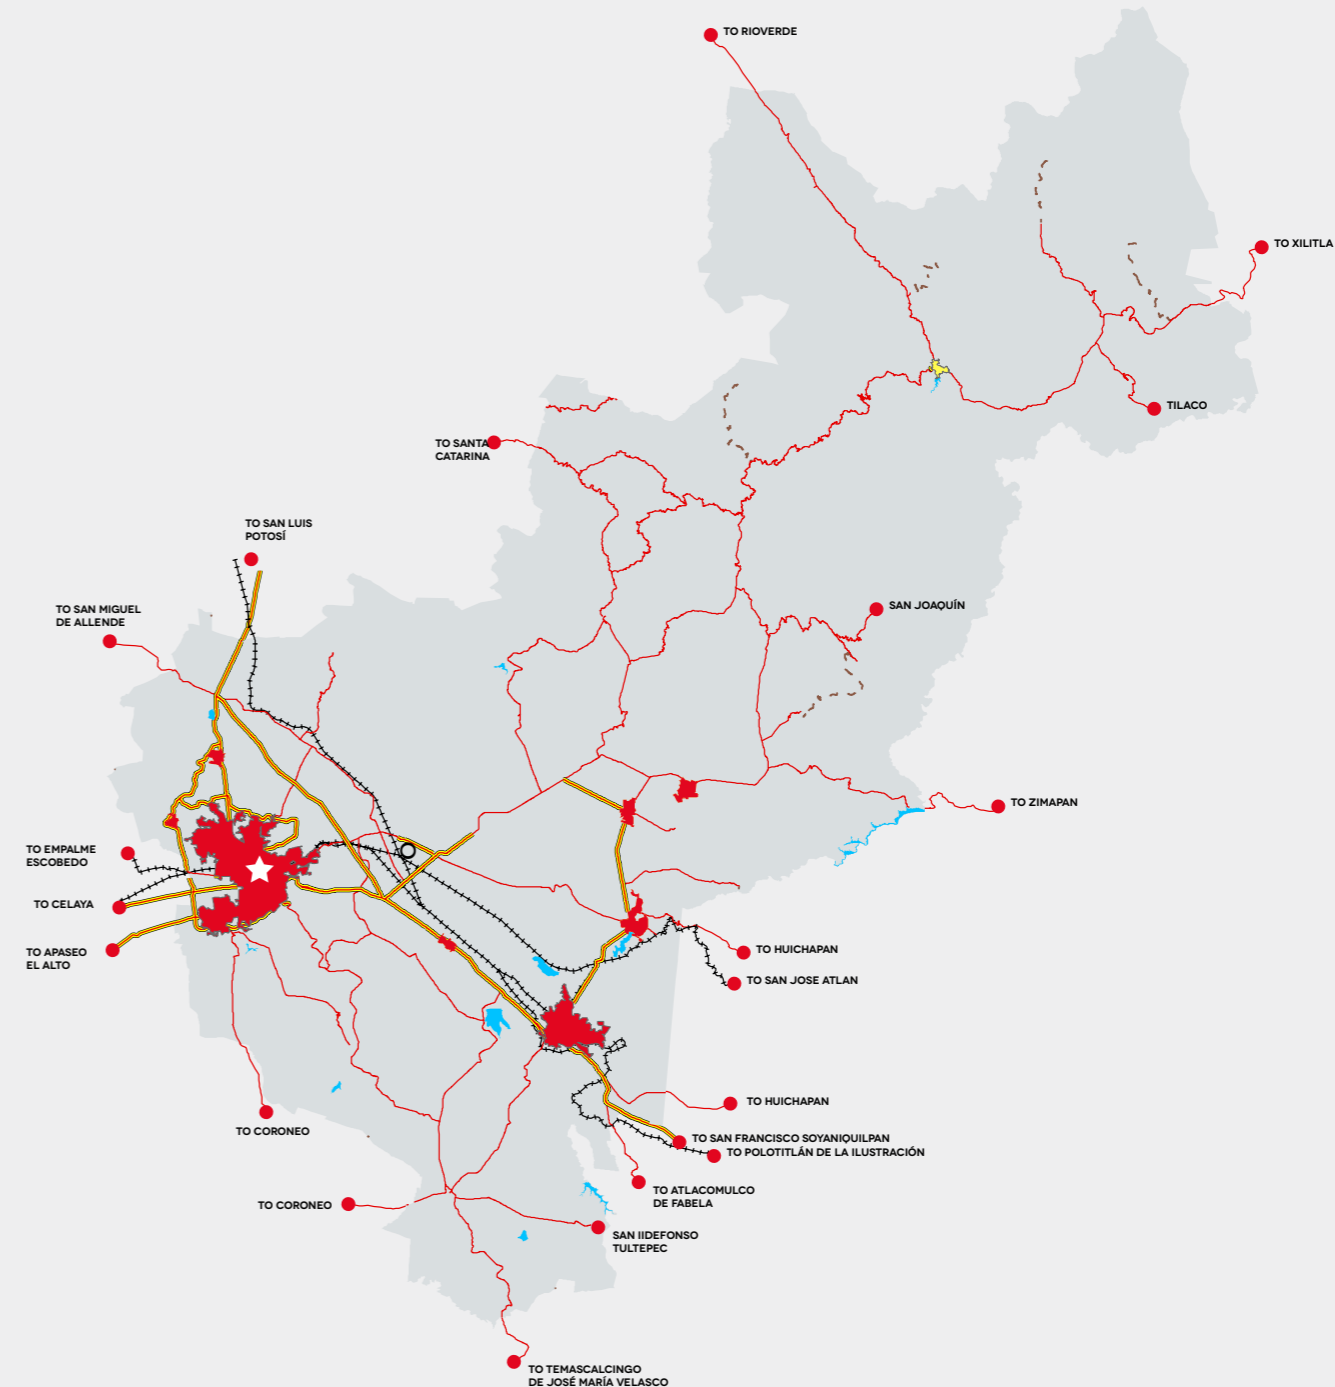 TO RIOVERDE
TO XILITLA
TILACO
TO SANTA
CATARINA
TO SAN LUIS
POTOSÍ
TO SAN MIGUEL
DE ALLENDE
SAN JOAQUÍN
TO ZIMAPAN
TO EMPALME
ESCOBEDO
TO CELAYA
TO APASEO
EL ALTO
TO HUICHAPAN
TO SAN JOSE ATLAN
TO HUICHAPAN
TO CORONEO
TO SAN FRANCISCO SOYANIQUILPAN
TO POLOTITLÁN DE LA ILUSTRACIÓN
TO ATLACOMULCO
DE FABELA
TO CORONEO
SAN IIDEFONSO
TULTEPEC
TO TEMASCALCINGO
DE JOSÉ MARÍA VELASCO